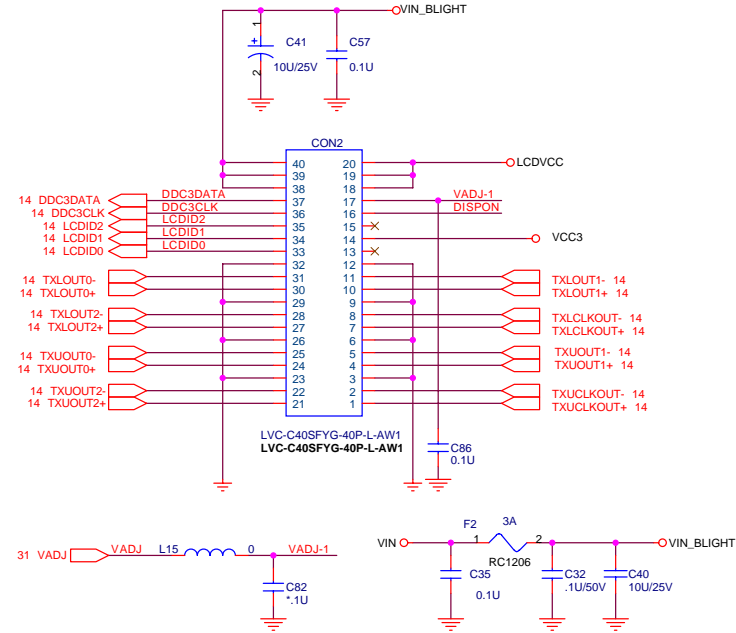 VIN_BLIGHT
1
C41
C57
+
10U/25V
0.1U
2
CON2
40 20 LCDVCC
39 19
38 18
14 DDC3DATA DDC3DATA 37 17 VADJ-1
14 DDC3CLK DDC3CLK 36 16 DISPON
14 LCDID2 LCDID2 35 15
14 LCDID1 LCDID1 34 14 VCC3
14 LCDID0 LCDID0 33 13
32 12
14 TXLOUT0- 31 11 TXLOUT1- 14
14 TXLOUT0+ 30 10 TXLOUT1+ 14
29 9
14 TXLOUT2- 28 8 TXLCLKOUT- 14
14 TXLOUT2+ 27 7 TXLCLKOUT+ 14
26 6
14 TXUOUT0- 25 5 TXUOUT1- 14
14 TXUOUT0+ 24 4 TXUOUT1+ 14
23 3
14 TXUOUT2- 22 2 TXUCLKOUT- 14
14 TXUOUT2+ 21 1 TXUCLKOUT+ 14
LVC-C40SFYG-40P-L-AW1
LVC-C40SFYG-40P-L-AW1
C86
0.1U
31 VADJ VADJ L15 0 VADJ-1
C82
*.1U
F2 3A
VIN 1 2 VIN_BLIGHT
RC1206
C35 C32 C40
0.1U .1U/50V 10U/25V